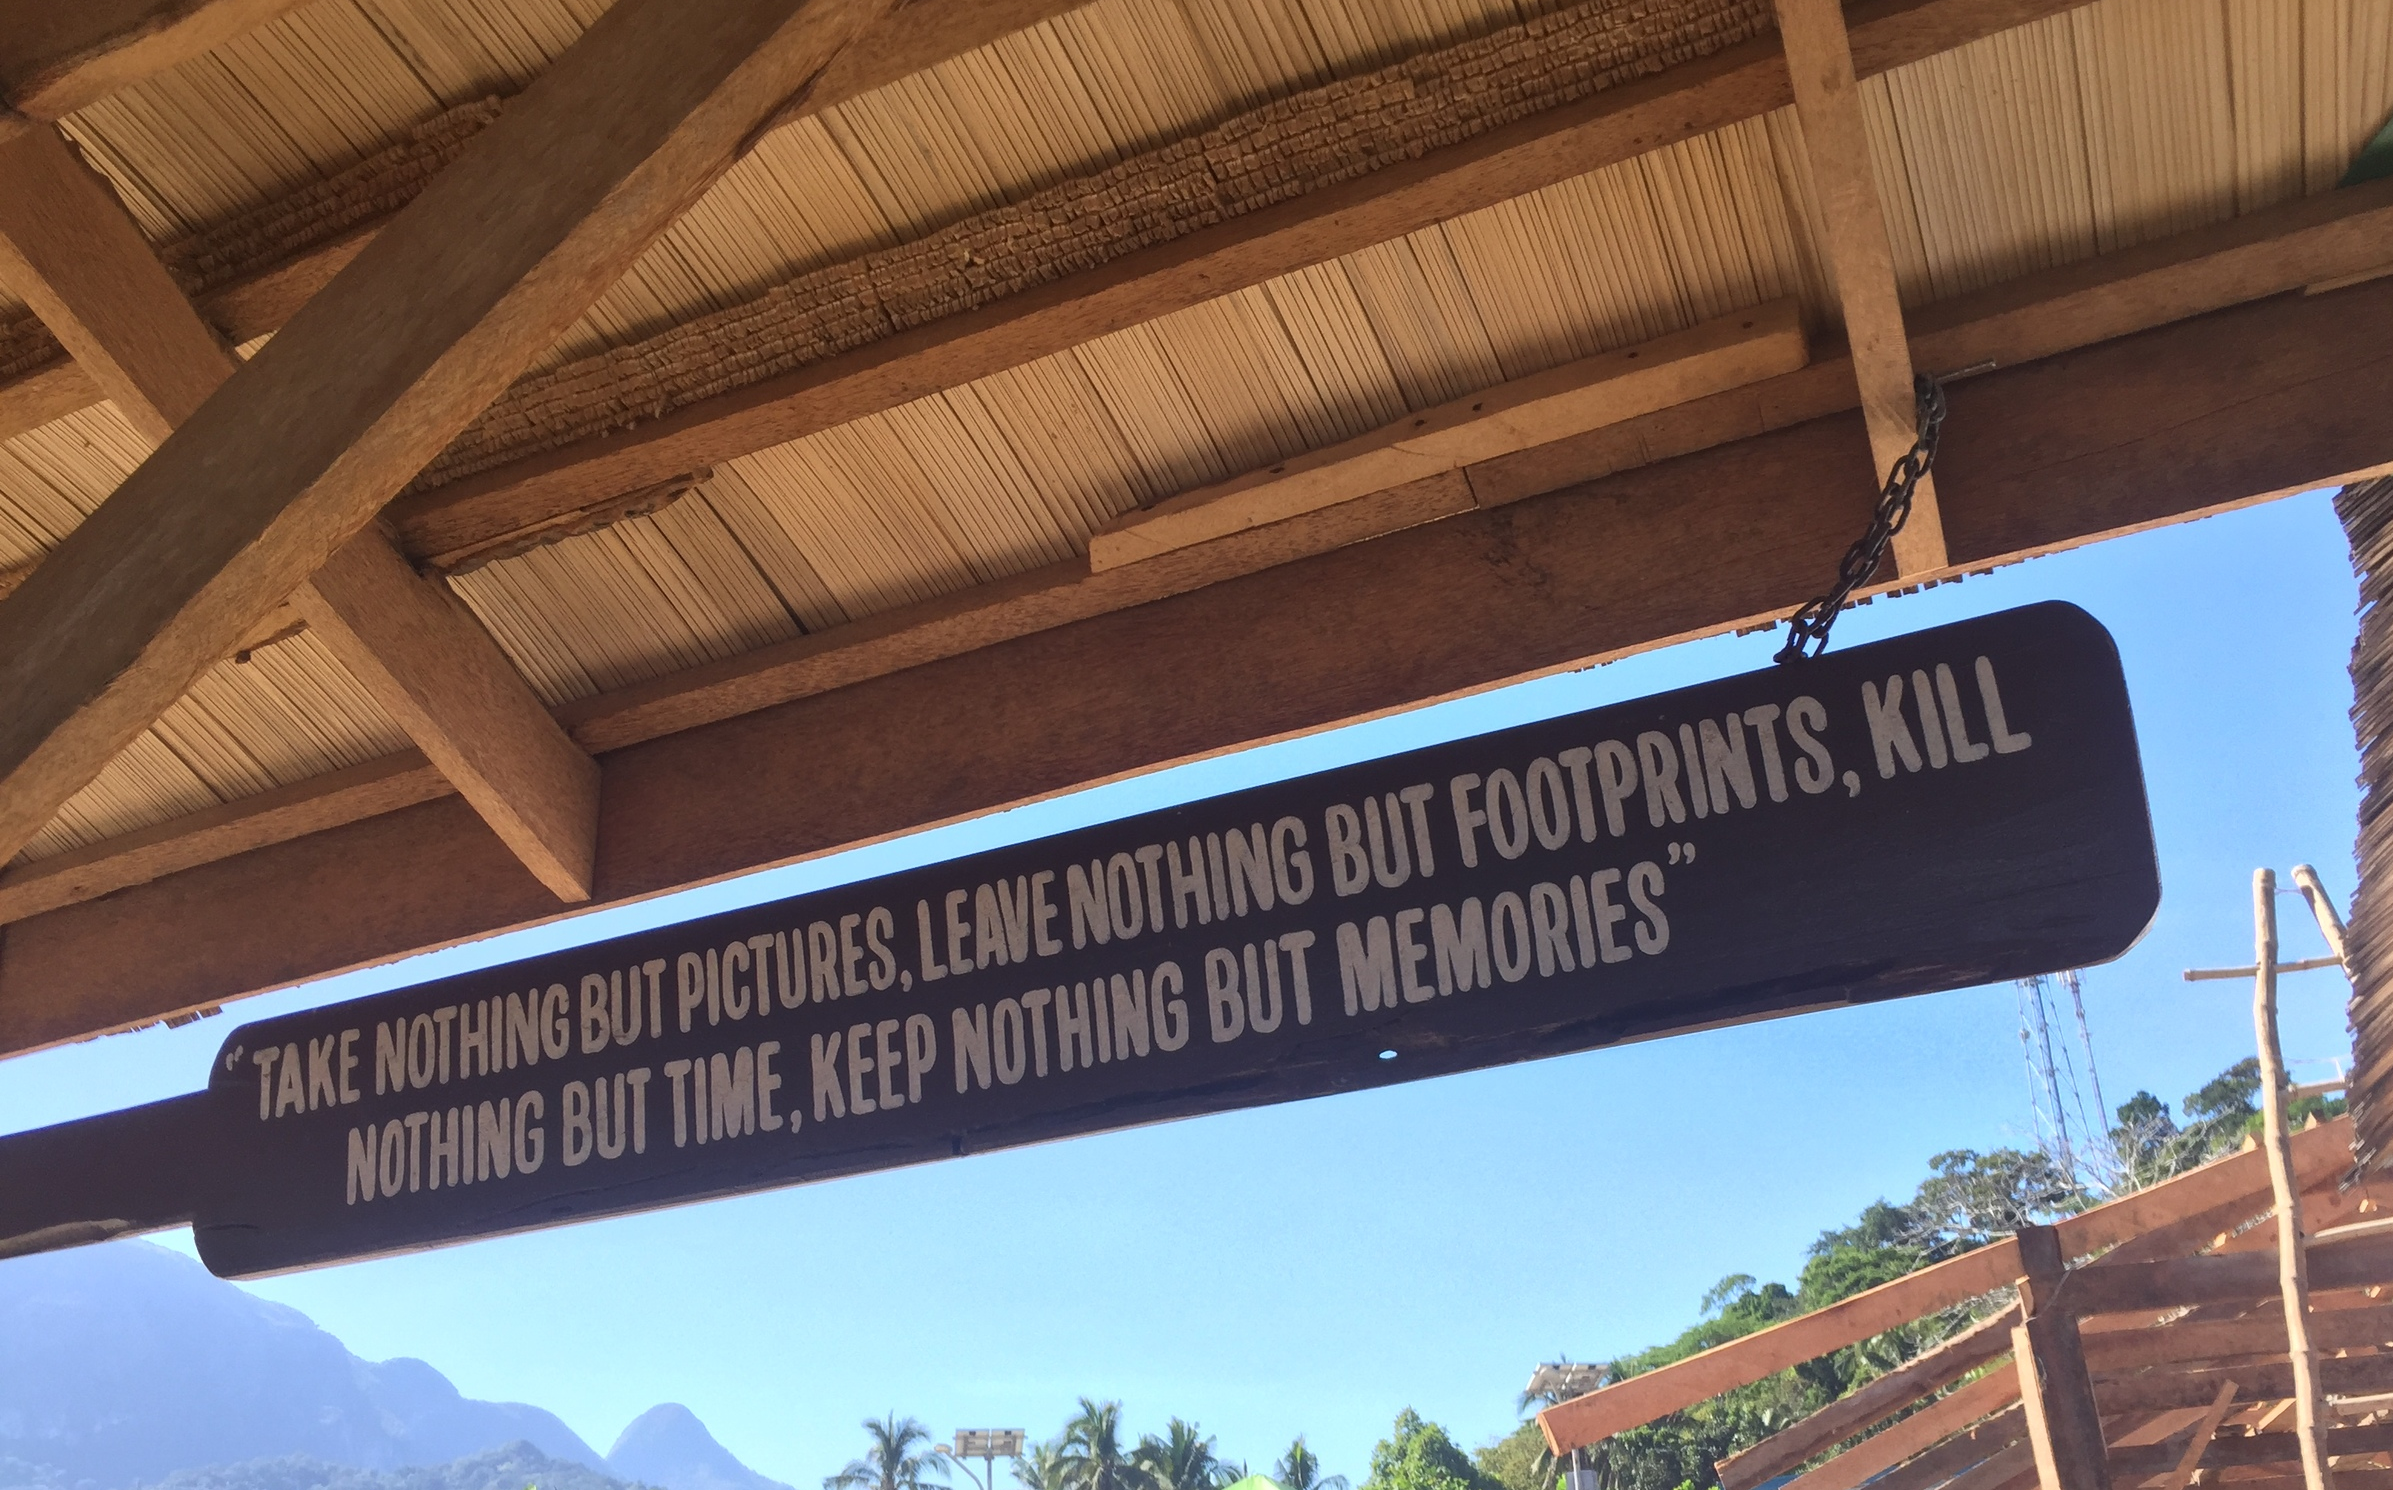 “TAKE NOTHING BUT PICTURES, LEAVE NOTHING BUT FOOTPRINTS, KILL
NOTHING BUT TIME, KEEP NOTHING BUT MEMORIES”